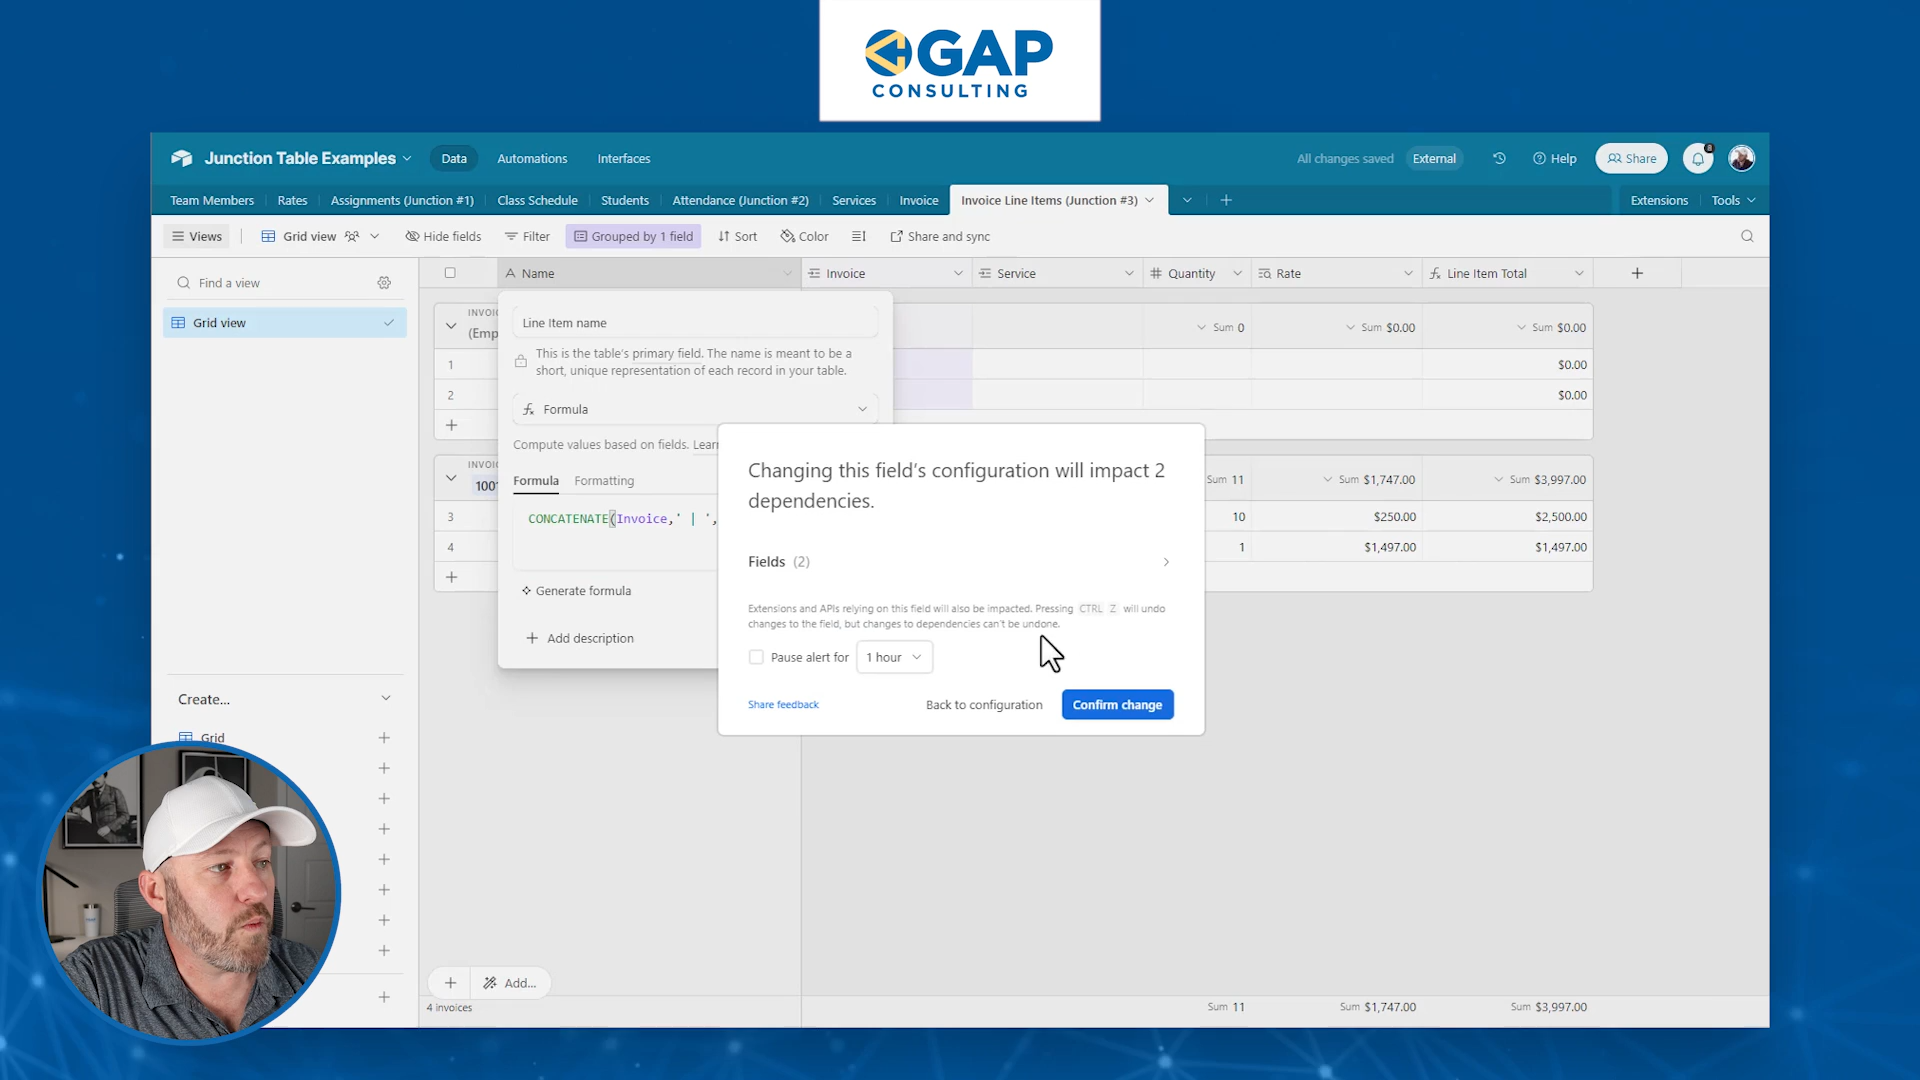 GAP
CONSULTING
Junction Table Examples
Data
Automations
Interfaces
All changes saved
External
Help
Share
8
Team Members
Rates
Assignments (Junction #1)
Class Schedule
Students
Attendance (Junction #2)
Services
Invoice
Invoice Line Items (Junction #3)
Extensions
Tools
Views
Grid view
Hide fields
Filter
Grouped by 1 field
Sort
Color
Share and sync
Find a view
Grid view
Create...
Grid
Name
Invoice
Service
Quantity
Rate
Line Item Total
INVOIC
(Emp
Sum 0
Sum $0.00
Sum $0.00
1
$0.00
2
$0.00
Line Item name
This is the table's primary field. The name is meant to be a
short, unique representation of each record in your table.
Formula
Compute values based on fields. Learn
Formula
Formatting
CONCATENATE(Invoice,' | ',
Generate formula
Add description
INVOIC
1001
Sum 11
Sum $1,747.00
Sum $3,997.00
3
10
$250.00
$2,500.00
4
1
$1,497.00
$1,497.00
Changing this field's configuration will impact 2
dependencies.
Fields (2)
Extensions and APIs relying on this field will also be impacted. Pressing CTRL Z will undo
changes to the field, but changes to dependencies can't be undone.
Pause alert for
1 hour
Share feedback
Back to configuration
Confirm change
Add...
4 invoices
Sum 11
Sum $1,747.00
Sum $3,997.00